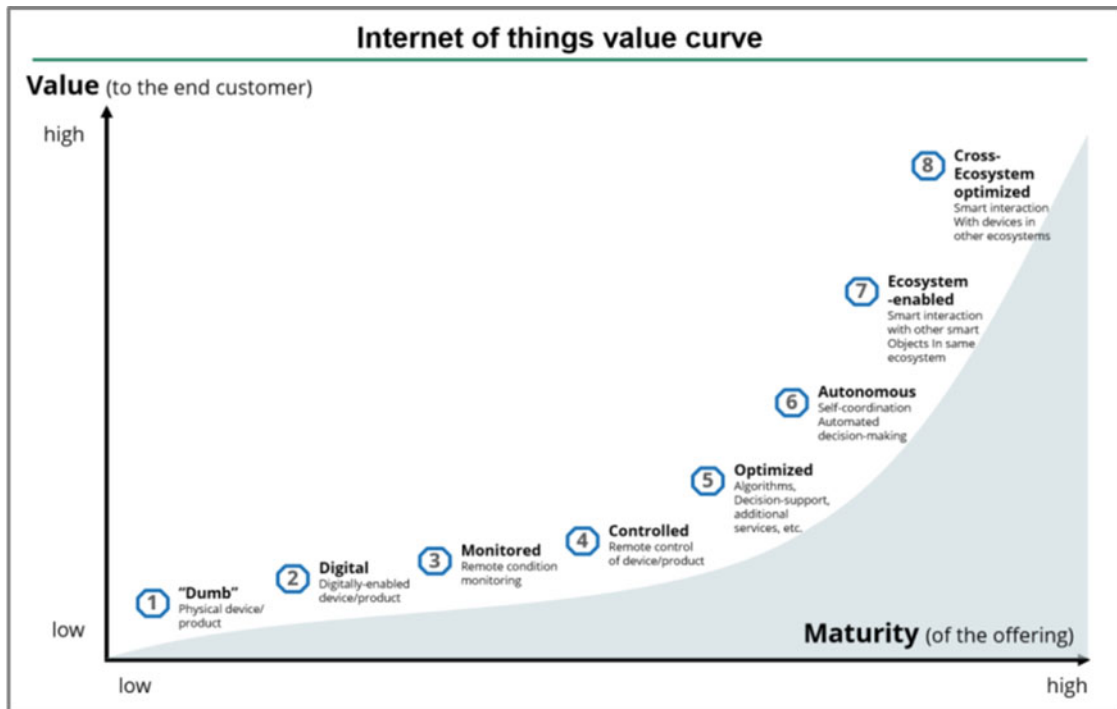 Internet of things value curve
Value (to the end customer)
high
8
Cross-
Ecosystem
optimized
Smart interaction
With devices in
other ecosystems
7
Ecosystem
-enabled
Smart interaction
with other smart
Objects In same
ecosystem
6
Autonomous
Self-coordination
Automated
decision-making
5
Optimized
Algorithms,
Decision-support,
additional
services, etc.
4
Controlled
Remote control
of device/product
3
Monitored
Remote condition
monitoring
2
Digital
Digitally-enabled
device/product
1
“Dumb”
Physical device/
product
low
Maturity (of the offering)
low
high